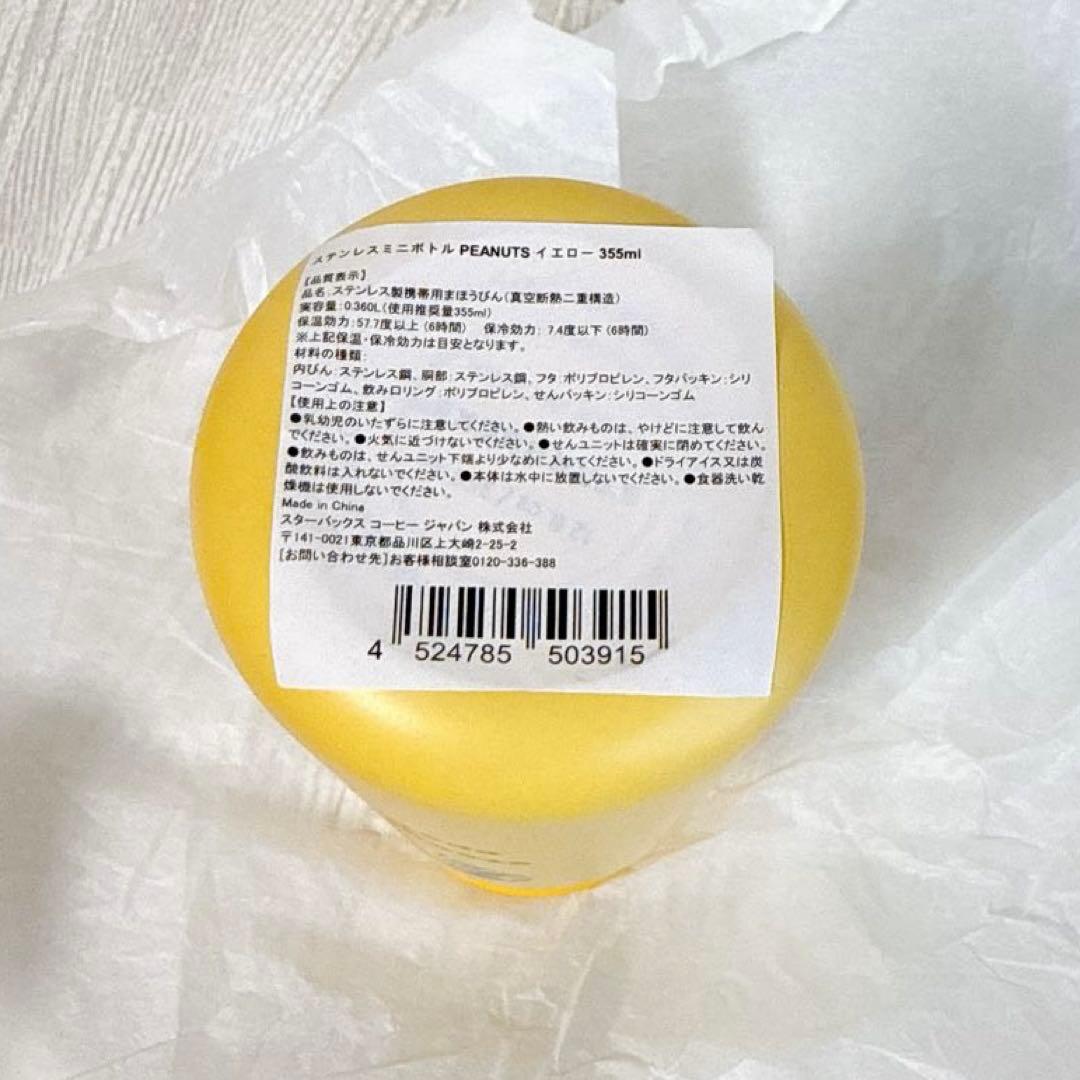 ステンレスミニボトル PEANUTS イエロー 355ml
【品質表示】
品名:ステンレス製携帯用まほうびん(真空断熱二重構造)
実容量:0.360L(使用推奨量355ml)
保温効力:57.7度以上(6時間) 保冷効力: 7.4度以下(6時間)
※上記保温・保冷効力は目安となります。
材料の種類:
内びん:ステンレス鋼、胴部:ステンレス鋼、フタ:ポリプロピレン、フタパッキン:シリ
コーンゴム、飲み口リング:ポリプロピレン、せんパッキン:シリコーンゴム
【使用上の注意】
●乳幼児のいたずらに注意してください。●熱い飲みものは、やけどに注意して飲ん
でください。●火気に近づけないでください。●せんユニットは確実に閉めてください。
●飲みものは、せんユニット下端より少なめに入れてください。●ドライアイス又は炭
酸飲料は入れないでください。●本体は水中に放置しないでください。●食器洗い乾
燥機は使用しないでください。
Made in China
スターバックス コーヒー ジャパン 株式会社
〒141-0021東京都品川区上大崎2-25-2
[お問い合わせ先]お客様相談室0120-336-388
4 524785 503915